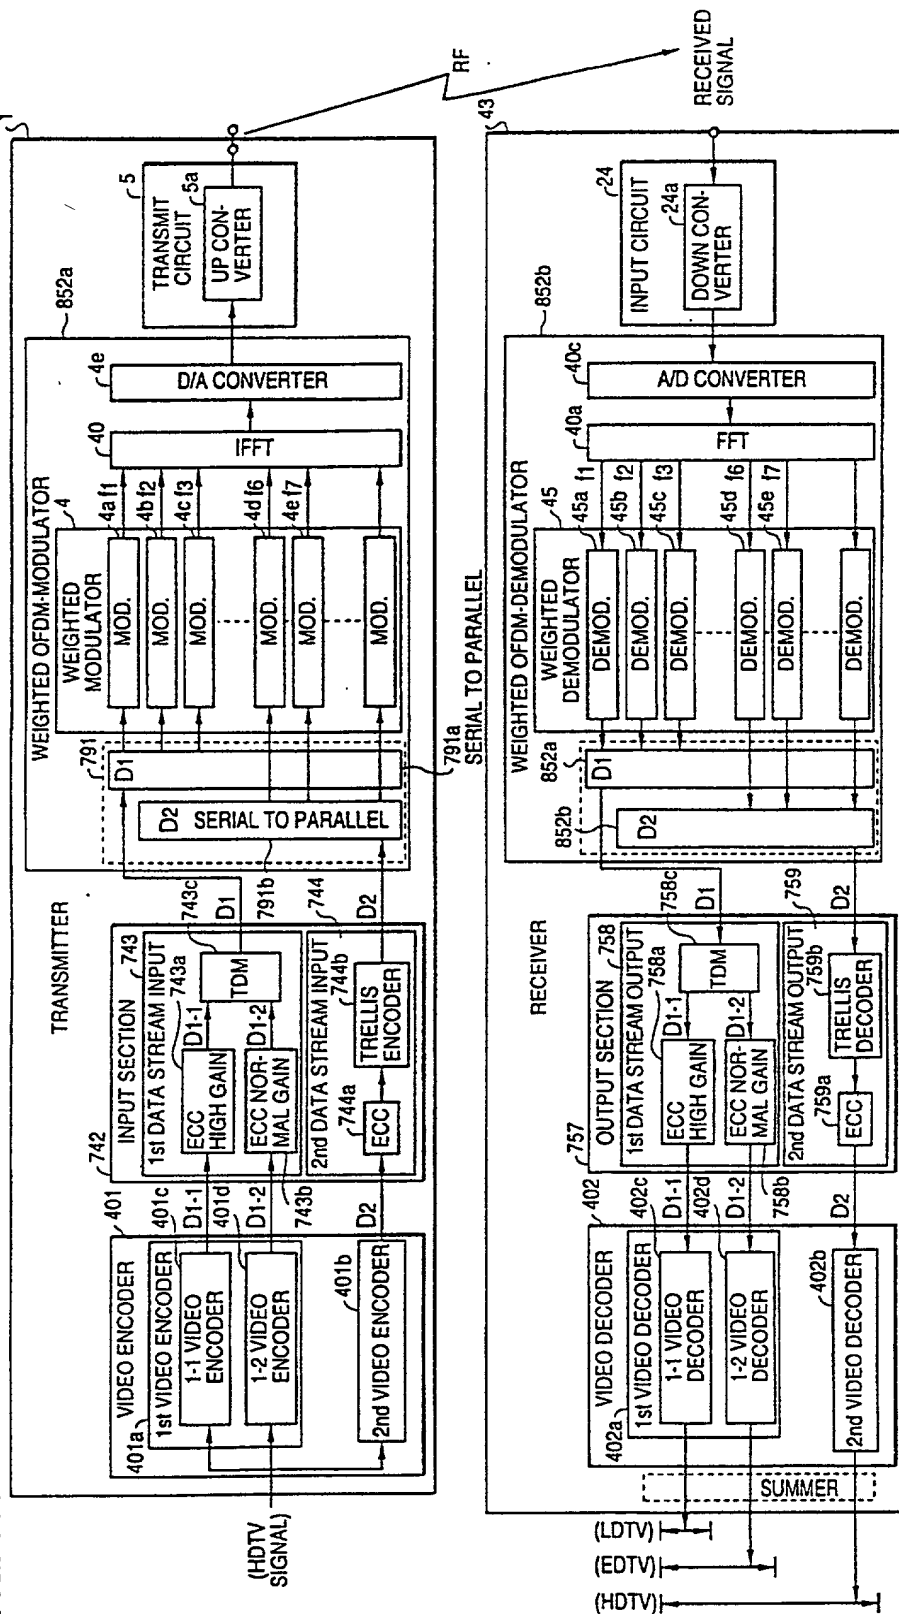 1
TRANSMITTER
(HDTV
SIGNAL)
401
VIDEO ENCODER
401a
1st VIDEO ENCODER
401c
1-1 VIDEO
ENCODER
401d
1-2 VIDEO
ENCODER
401b
2nd VIDEO ENCODER
D1-1
D1-2
D2
742
INPUT SECTION
743
1st DATA STREAM INPUT
743a
ECC
HIGH GAIN
743b
ECC NOR-
MAL GAIN
D1-1
D1-2
743c
TDM
D1
744
2nd DATA STREAM INPUT
744a
ECC
744b
TRELLIS
ENCODER
D2
852a
WEIGHTED OFDM-MODULATOR
791
D1
D2 SERIAL TO PARALLEL
791b
791a
SERIAL TO PARALLEL
4
WEIGHTED
MODULATOR
MOD.
MOD.
MOD.
MOD.
MOD.
MOD.
4a f1
4b f2
4c f3
4d f6
4e f7
40
IFFT
4e
D/A CONVERTER
5
TRANSMIT
CIRCUIT
5a
UP CON-
VERTER
RF
RECEIVED
SIGNAL
43
RECEIVER
24
INPUT CIRCUIT
24a
DOWN CON-
VERTER
852b
WEIGHTED OFDM-DEMODULATOR
40c
A/D CONVERTER
40a
FFT
45
WEIGHTED
DEMODULATOR
45a f1
45b f2
45c f3
45d f6
45e f7
DEMOD.
DEMOD.
DEMOD.
DEMOD.
DEMOD.
DEMOD.
852a
D1
852b
D2
D1
D2
757
OUTPUT SECTION
758
1st DATA STREAM OUTPUT
758a
ECC
HIGH GAIN
758b
ECC NOR-
MAL GAIN
D1-1
D1-2
758c
TDM
759
2nd DATA STREAM OUTPUT
759a
ECC
759b
TRELLIS
DECODER
D1-1
D1-2
D2
402
VIDEO DECODER
402a
1st VIDEO DECODER
402c
1-1 VIDEO
DECODER
402d
1-2 VIDEO
DECODER
402b
2nd VIDEO DECODER
SUMMER
(LDTV)
(EDTV)
(HDTV)